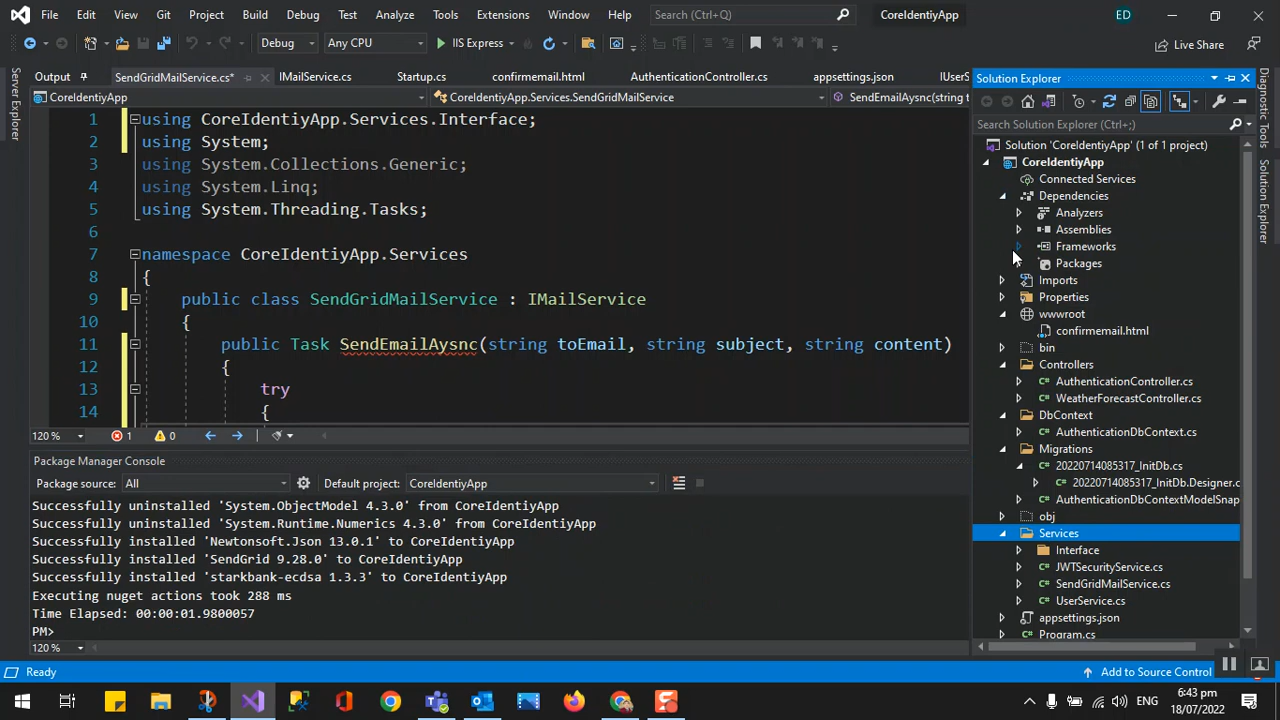 File Edit View Git Project Build Debug Test Analyze Tools Extensions Window Help Search (Ctrl+Q) CoreIdentiyApp ED
Debug Any CPU IIS Express Live Share
Server Explorer
Output SendGridMailService.cs* IMailService.cs Startup.cs confirmemail.html AuthenticationController.cs appsettings.json IUserS
CoreIdentiyApp CoreIdentiyApp.Services.SendGridMailService SendEmailAysnc(string t
1 using CoreIdentiyApp.Services.Interface;
2 using System;
3 using System.Collections.Generic;
4 using System.Linq;
5 using System.Threading.Tasks;
6
7 namespace CoreIdentiyApp.Services
8 {
9 public class SendGridMailService : IMailService
10 {
11 public Task SendEmailAysnc(string toEmail, string subject, string content)
12 {
13 try
14 {
120 % 1 0
Package Manager Console
Package source: All Default project: CoreIdentiyApp
Successfully uninstalled 'System.ObjectModel 4.3.0' from CoreIdentiyApp
Successfully uninstalled 'System.Runtime.Numerics 4.3.0' from CoreIdentiyApp
Successfully installed 'Newtonsoft.Json 13.0.1' to CoreIdentiyApp
Successfully installed 'SendGrid 9.28.0' to CoreIdentiyApp
Successfully installed 'starkbank-ecdsa 1.3.3' to CoreIdentiyApp
Executing nuget actions took 288 ms
Time Elapsed: 00:00:01.9800057
PM>
120 %
Solution Explorer
Search Solution Explorer (Ctrl+;)
Solution 'CoreIdentiyApp' (1 of 1 project)
CoreIdentiyApp
Connected Services
Dependencies
Analyzers
Assemblies
Frameworks
Packages
Imports
Properties
wwwroot
confirmemail.html
bin
Controllers
AuthenticationController.cs
WeatherForecastController.cs
DbContext
AuthenticationDbContext.cs
Migrations
20220714085317_InitDb.cs
20220714085317_InitDb.Designer.c
AuthenticationDbContextModelSnap
obj
Services
Interface
JWTSecurityService.cs
SendGridMailService.cs
UserService.cs
appsettings.json
Program.cs
Diagnostic Tools
Solution Explorer
Ready Add to Source Control
ENG 6:43 pm
18/07/2022